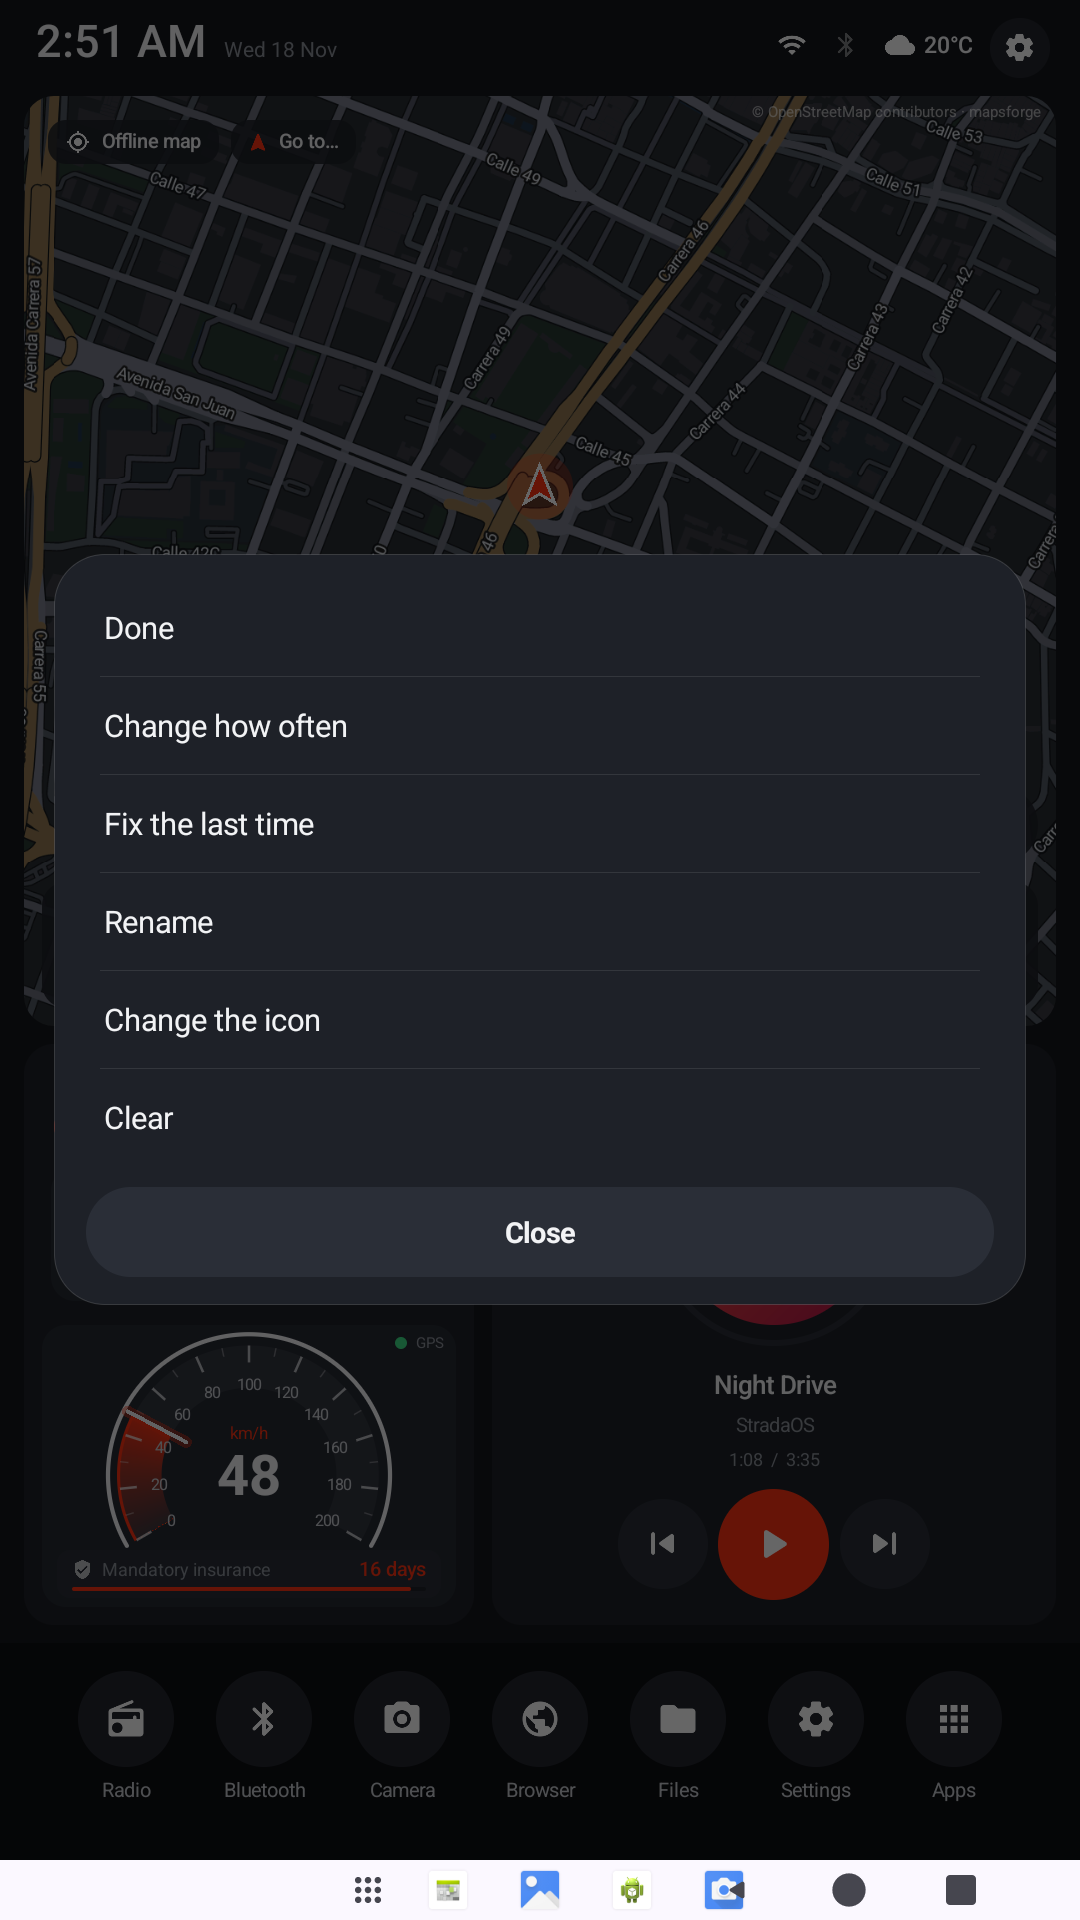 2:51 AM
Wed 18 Nov
20°C
© OpenStreetMap contributors · mapsforge
Offline map
Go to...
Calle 53
Calle 51
Calle 49
Calle 47
Carrera 46
Avenida Carrera 57
Carrera 42
Carrera 43
Carrera 49
Avenida San Juan
Carrera 44
Calle 45
46
Calle 42C
Carrera 55
Done
Change how often
Fix the last time
Rename
Change the icon
Clear
Close
GPS
0
20
40
60
80
100
120
140
160
180
200
km/h
48
Mandatory insurance
16 days
Night Drive
StradaOS
1:08 / 3:35
Radio
Bluetooth
Camera
Browser
Files
Settings
Apps